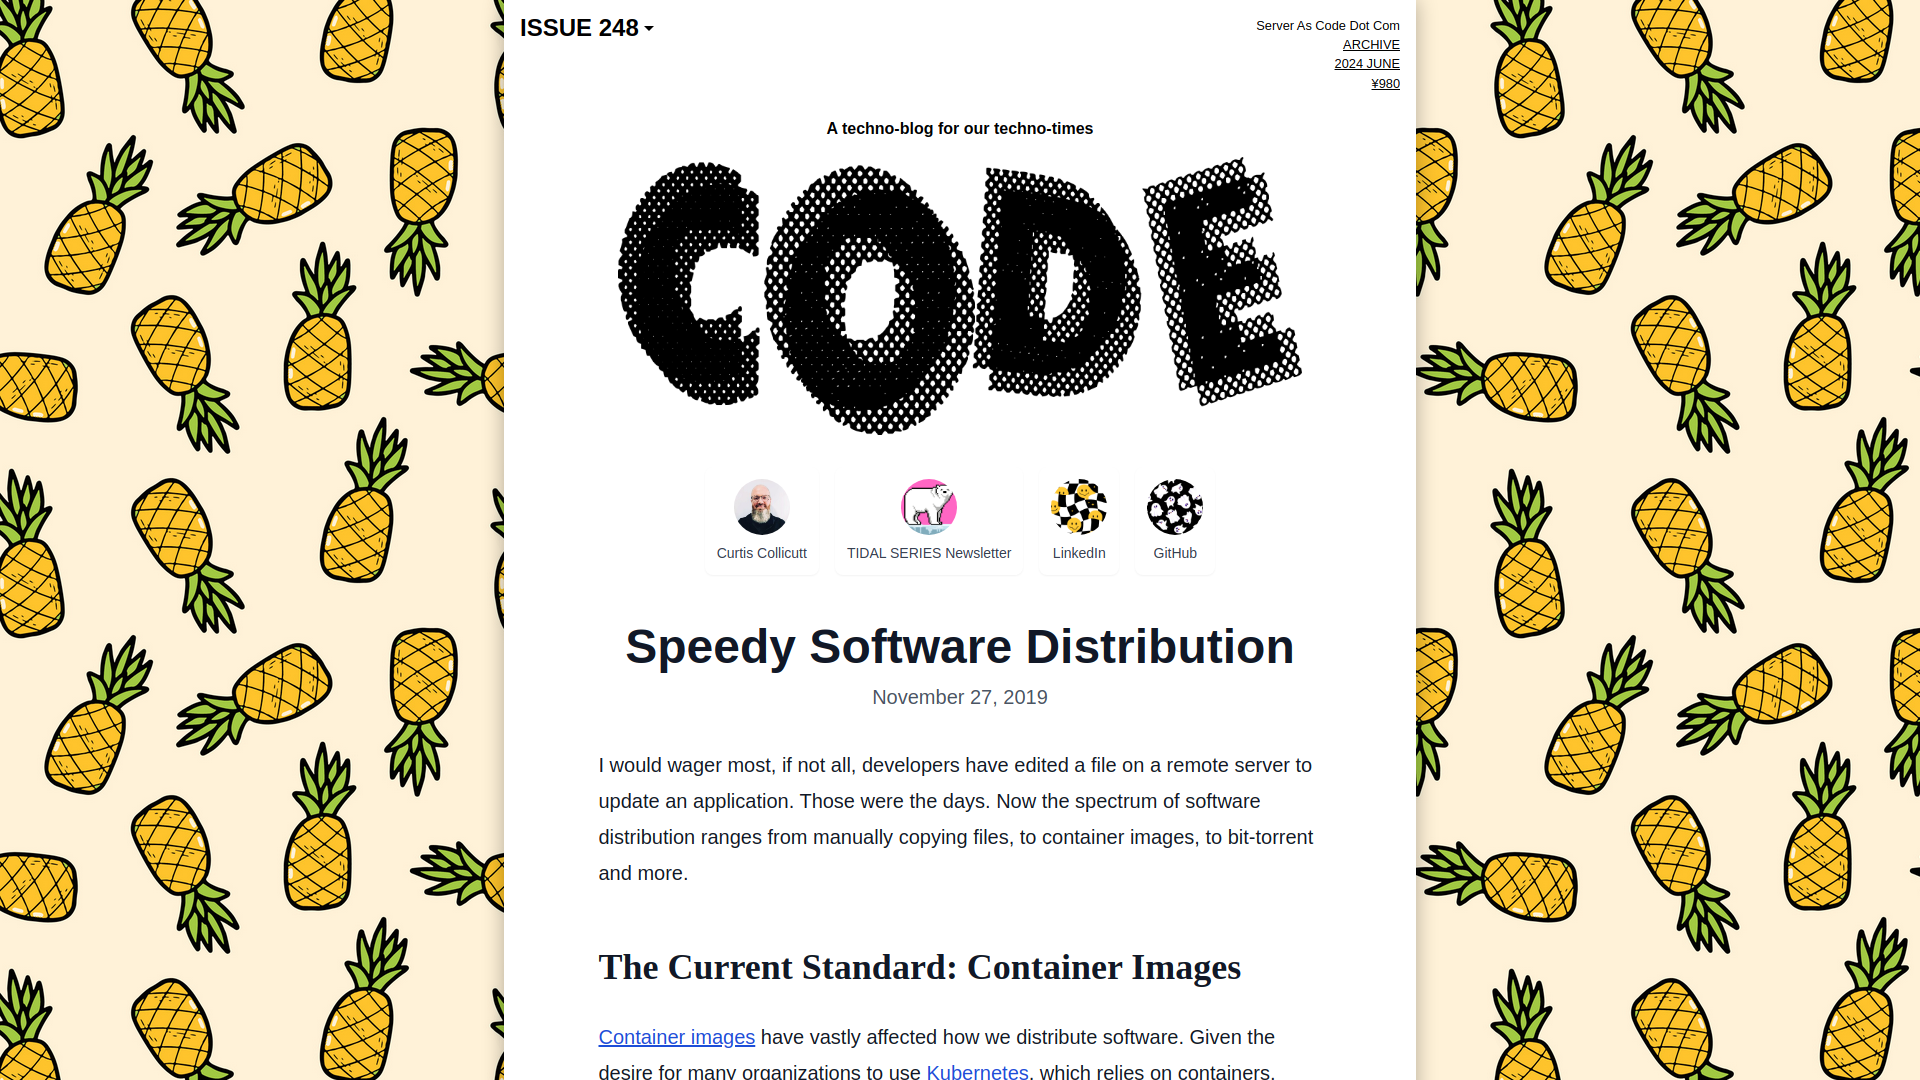 ISSUE 248
Server As Code Dot Com
ARCHIVE
2024 JUNE
¥980
A techno-blog for our techno-times
CODE
Curtis Collicutt
TIDAL SERIES Newsletter
LinkedIn
GitHub
Speedy Software Distribution
November 27, 2019
I would wager most, if not all, developers have edited a file on a remote server to
update an application. Those were the days. Now the spectrum of software
distribution ranges from manually copying files, to container images, to bit-torrent
and more.
The Current Standard: Container Images
Container images have vastly affected how we distribute software. Given the
desire for many organizations to use Kubernetes, which relies on containers,